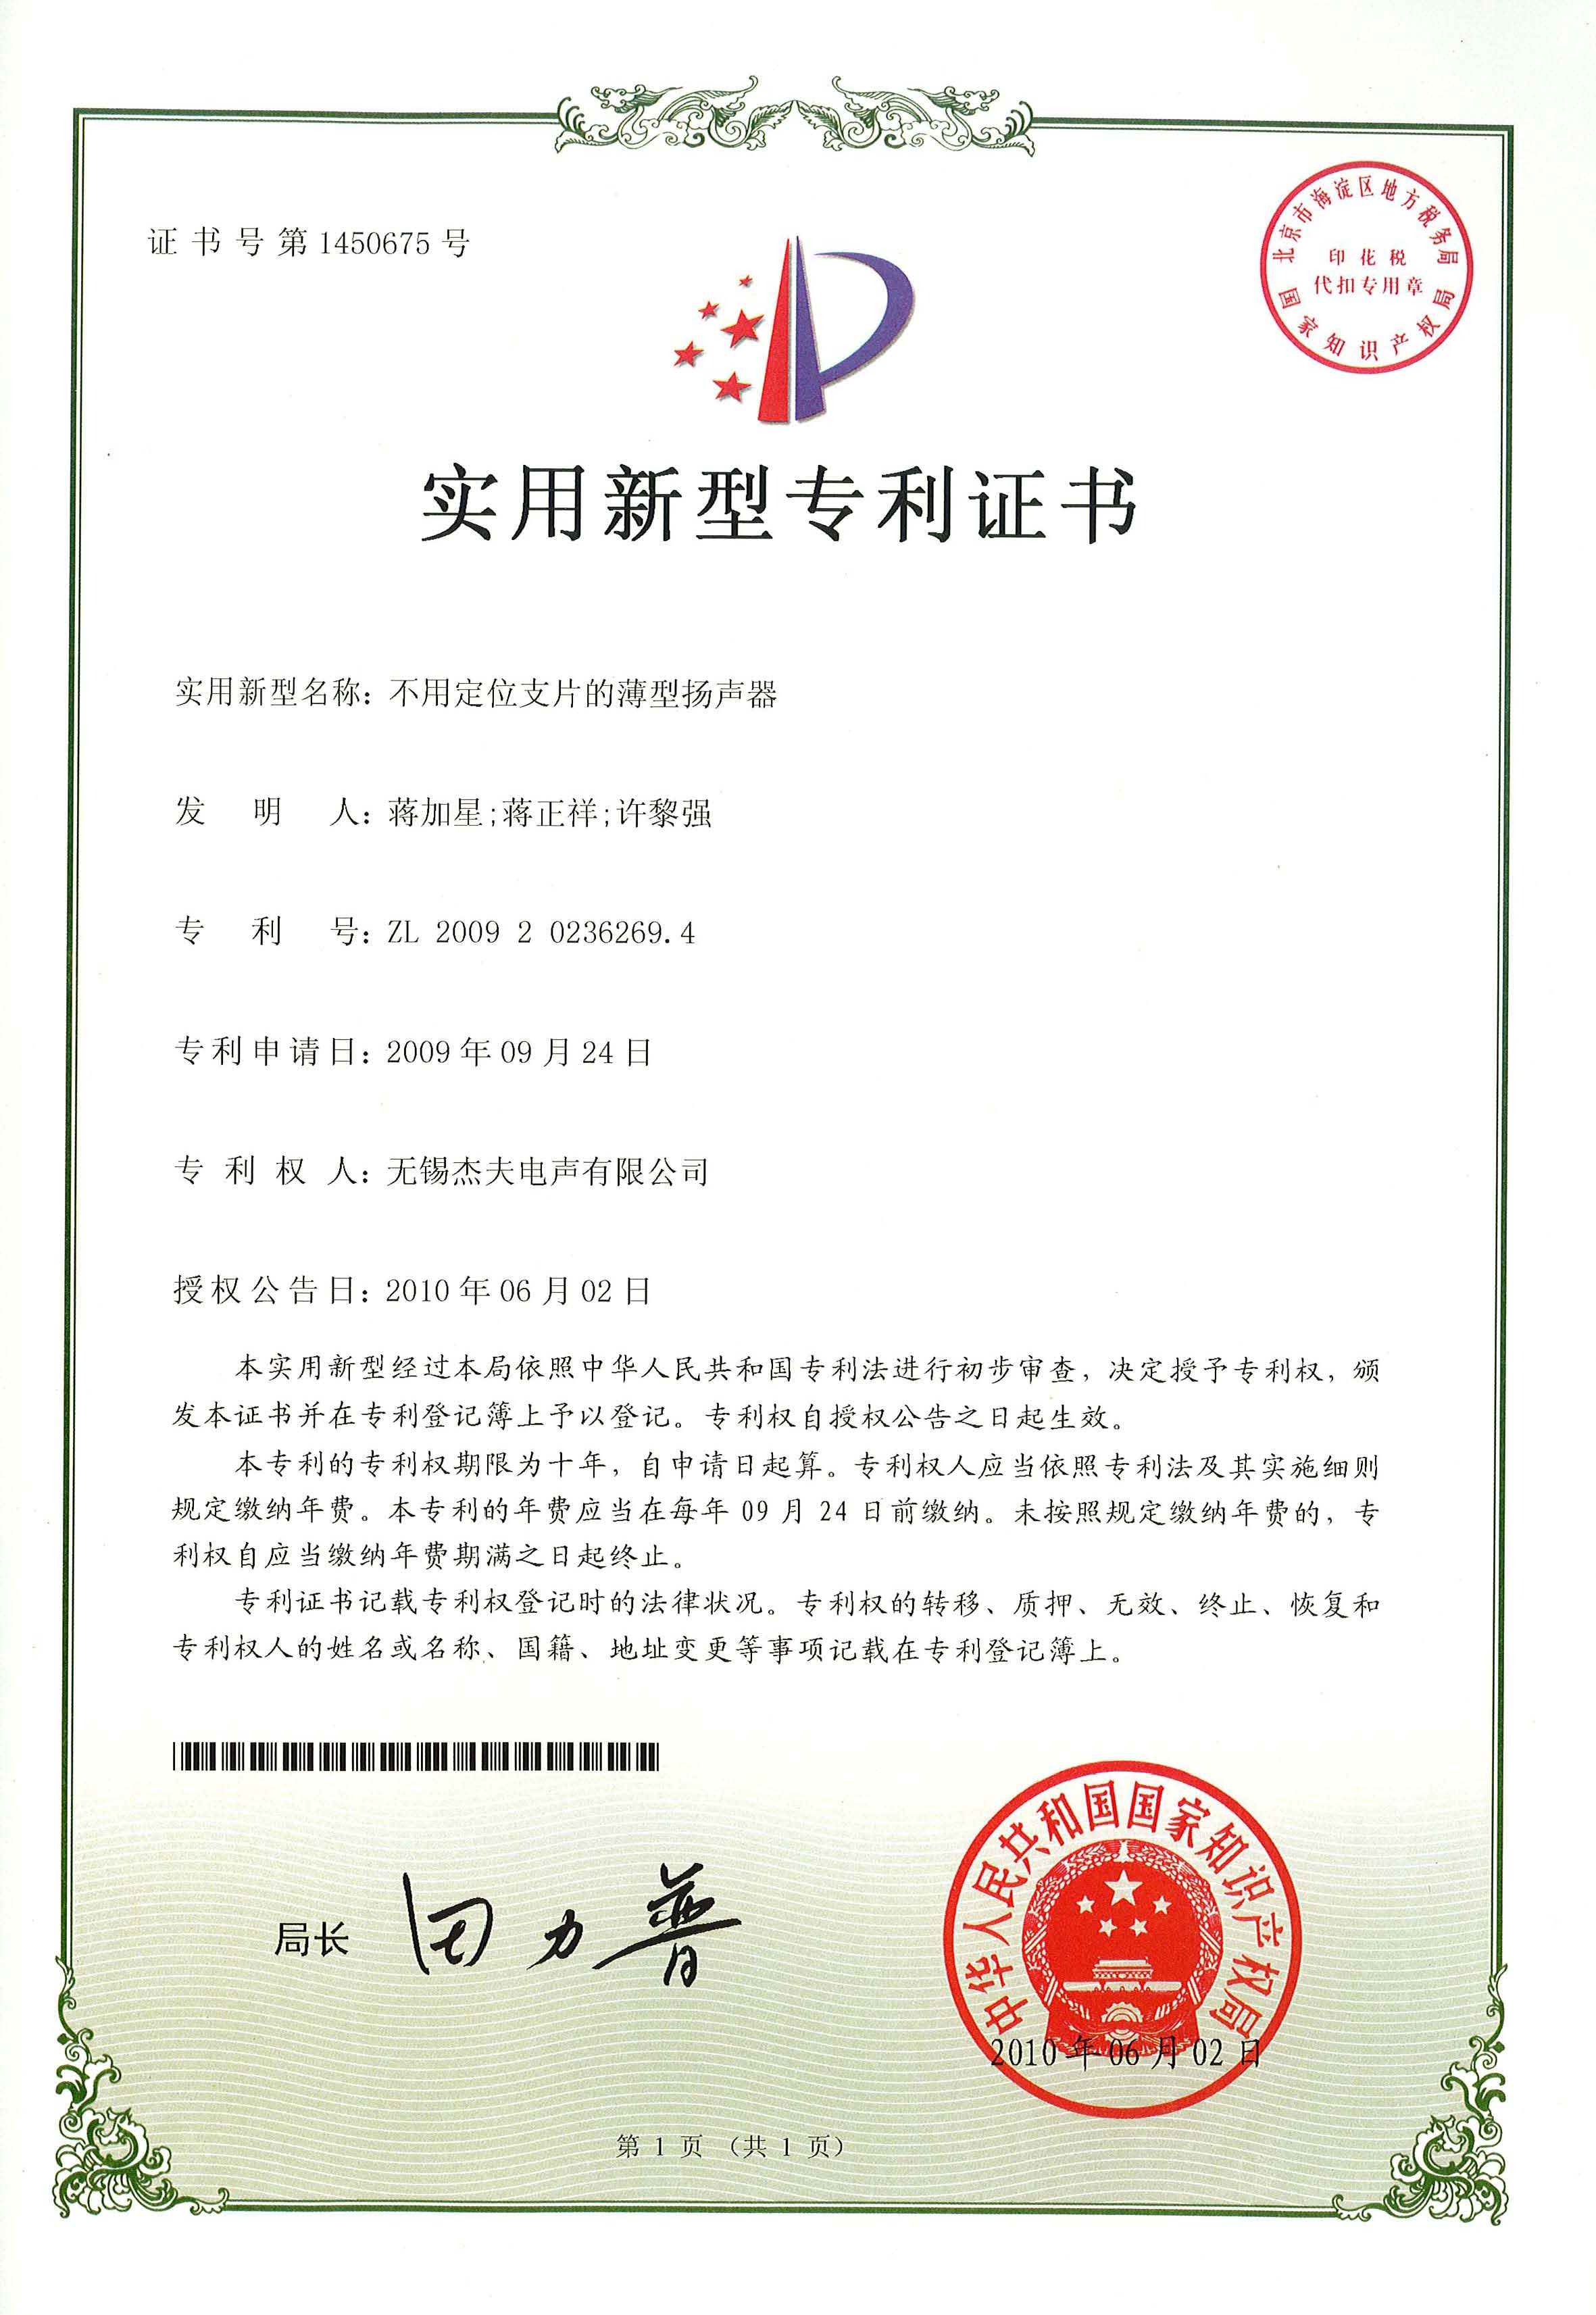 证书号第1450675号
北京市海淀区地方税务局
印花税
代扣专用章
国家知识产权局
实用新型专利证书
实用新型名称：不用定位支片的薄型扬声器
发明人：蒋加星;蒋正祥;许黎强
专利号：ZL 2009 2 0236269.4
专利申请日：2009年09月24日
专利权人：无锡杰夫电声有限公司
授权公告日：2010年06月02日
本实用新型经过本局依照中华人民共和国专利法进行初步审查，决定授予专利权，颁
发本证书并在专利登记簿上予以登记。专利权自授权公告之日起生效。
本专利的专利权期限为十年，自申请日起算。专利权人应当依照专利法及其实施细则
规定缴纳年费。本专利的年费应当在每年09月24日前缴纳。未按照规定缴纳年费的，专
利权自应当缴纳年费期满之日起终止。
专利证书记载专利权登记时的法律状况。专利权的转移、质押、无效、终止、恢复和
专利权人的姓名或名称、国籍、地址变更等事项记载在专利登记簿上。
局长 田力普
中华人民共和国国家知识产权局
2010年06月02日
第1页（共1页）